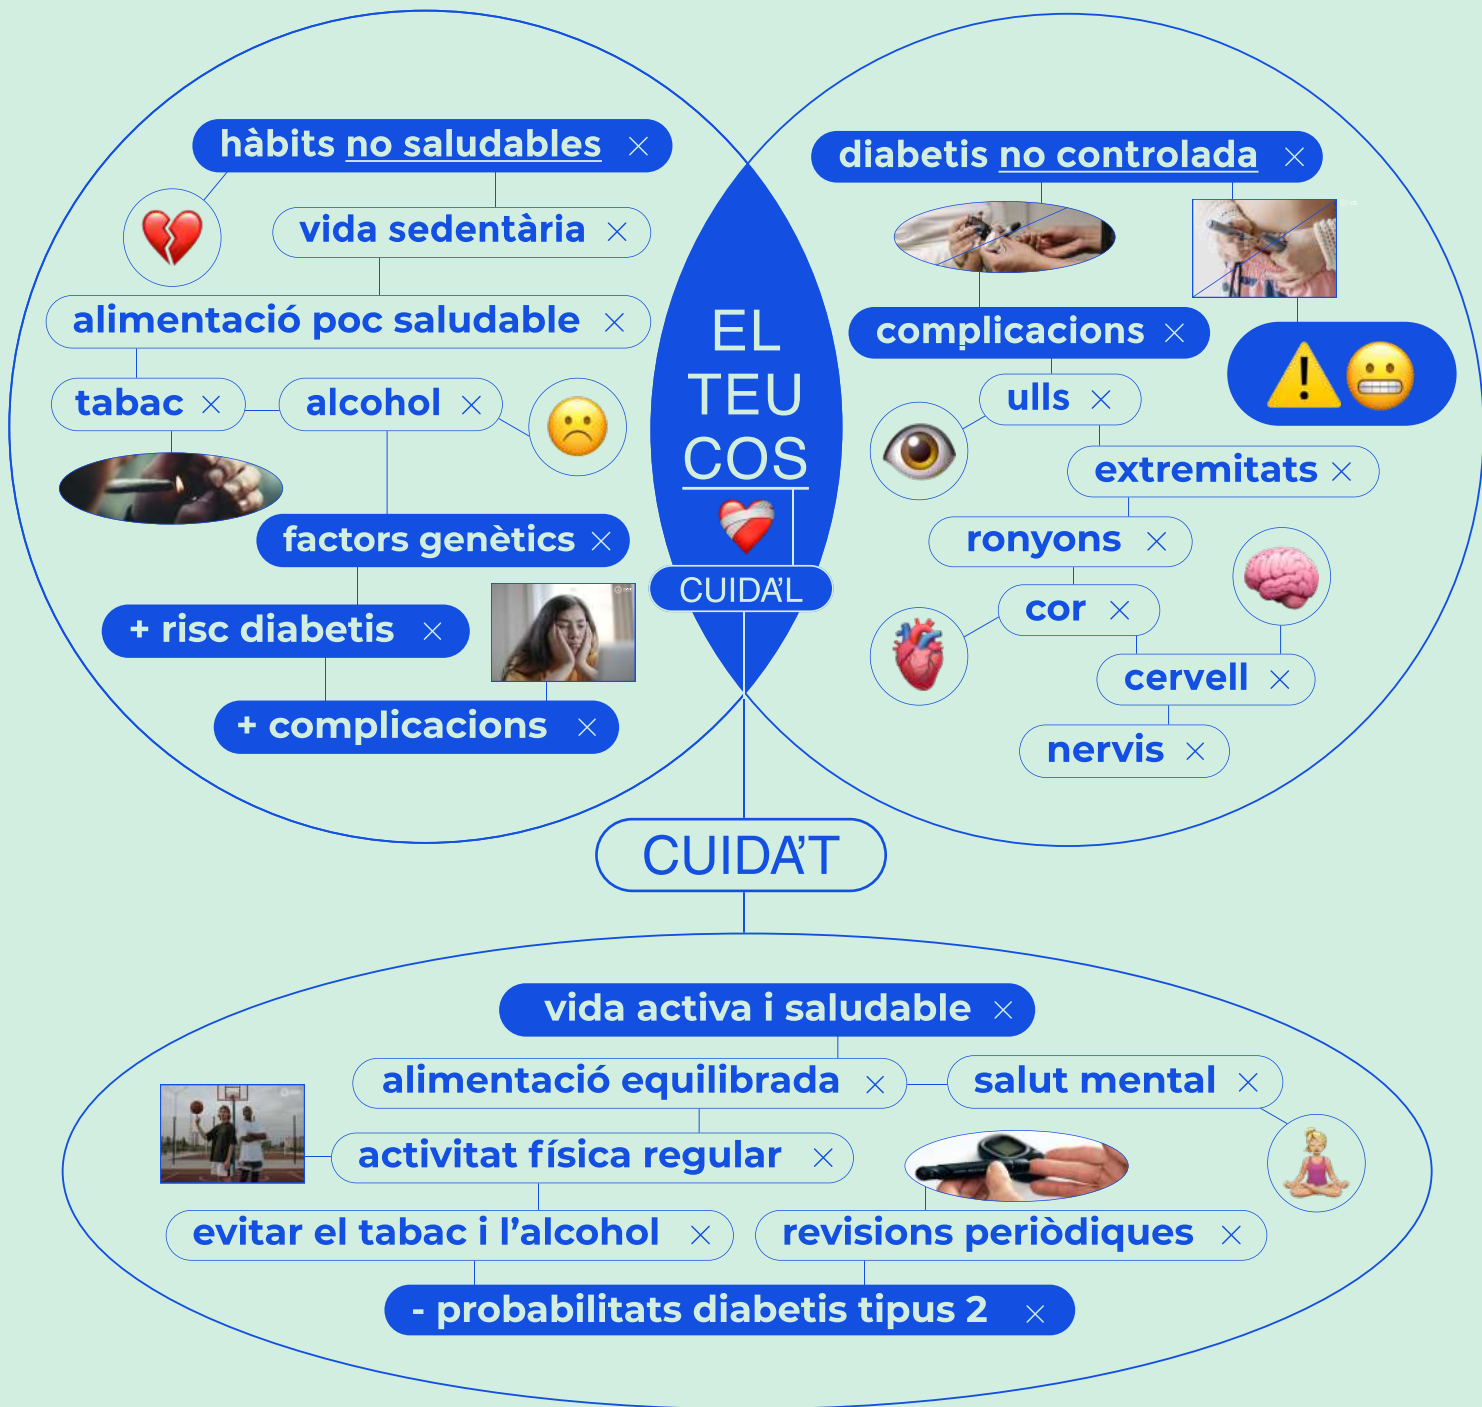 hàbits no saludables
vida sedentària
alimentació poc saludable
tabac
alcohol
factors genètics
+ risc diabetis
+ complicacions
EL
TEU
COS
CUIDA'L
diabetis no controlada
complicacions
ulls
extremitats
ronyons
cor
cervell
nervis
CUIDA'T
vida activa i saludable
alimentació equilibrada
salut mental
activitat física regular
evitar el tabac i l'alcohol
revisions periòdiques
- probabilitats diabetis tipus 2